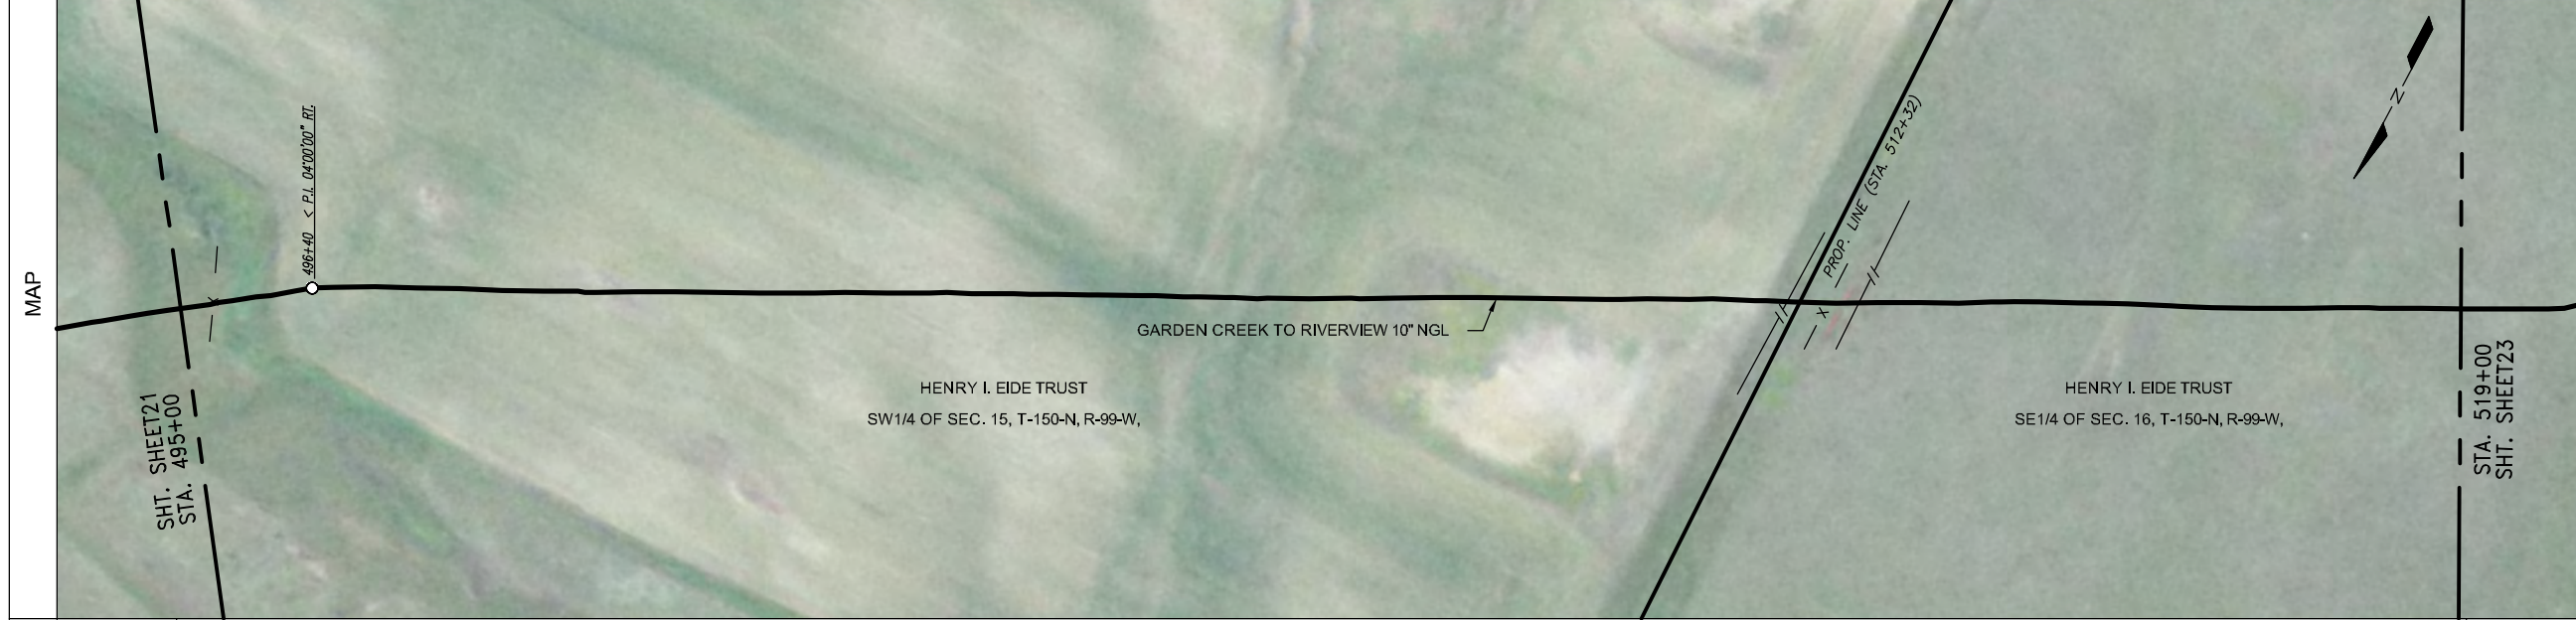 MAP
SHT. SHEET21
STA. 495+00
496+40 < P.I. 04°00'00" RT.
GARDEN CREEK TO RIVERVIEW 10" NGL
HENRY I. EIDE TRUST
SW1/4 OF SEC. 15, T-150-N, R-99-W,
PROP. LINE (STA. 512+32)
X
X
HENRY I. EIDE TRUST
SE1/4 OF SEC. 16, T-150-N, R-99-W,
N
STA. 519+00
SHT. SHEET23